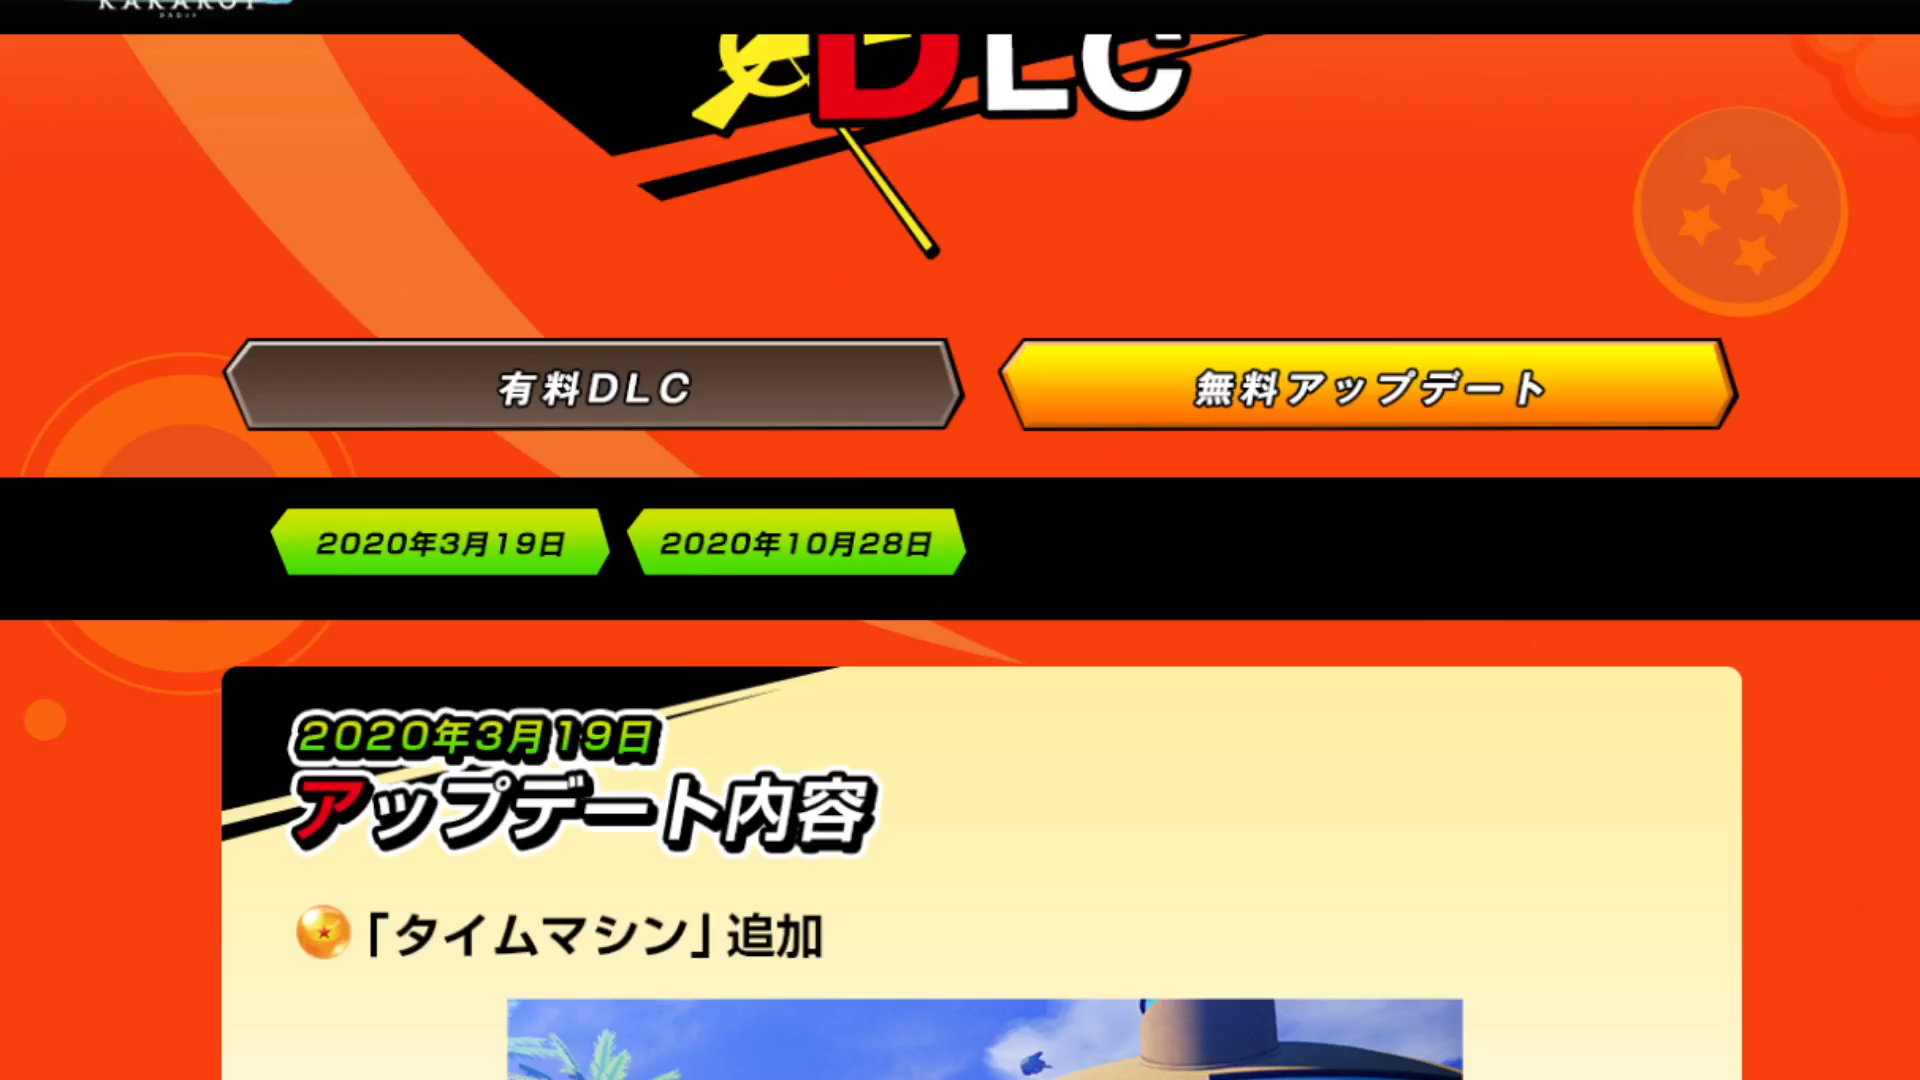 KAKAROT
DLC
有料DLC
無料アップデート
2020年3月19日
2020年10月28日
2020年3月19日
アップデート内容
「タイムマシン」追加